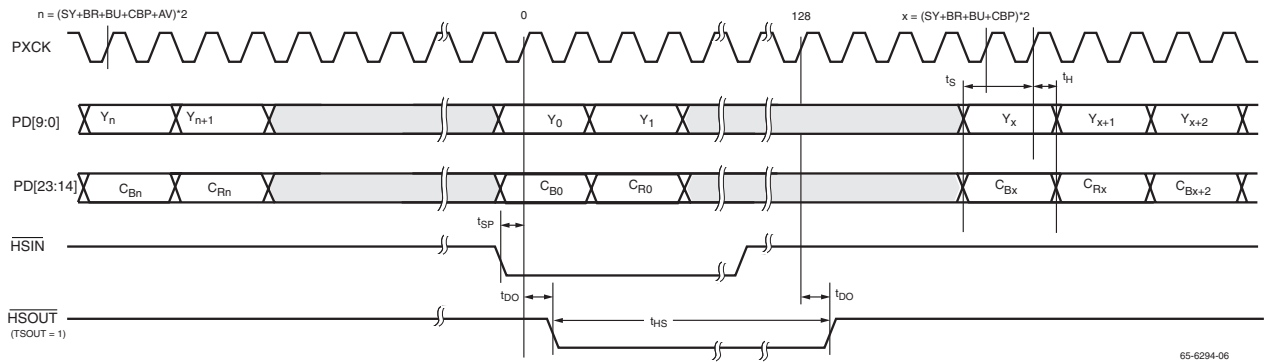 n = (SY+BR+BU+CBP+AV)*2
0
128
x = (SY+BR+BU+CBP)*2
PXCK
tS
tH
PD[9:0]
Yn
Yn+1
Y0
Y1
Yx
Yx+1
Yx+2
PD[23:14]
CBn
CRn
CB0
CR0
CBx
CRx
CBx+2
tSP
HSIN
tDO
tDO
HSOUT
(TSOUT = 1)
tHS
65-6294-06